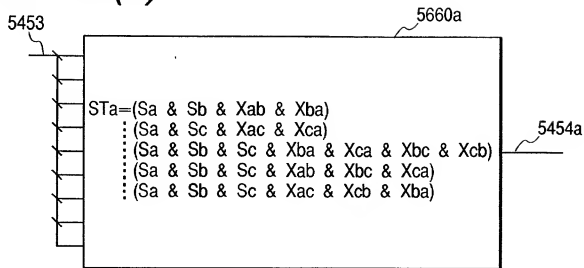 5453
5660a
STa=(Sa & Sb & Xab & Xba)
(Sa & Sc & Xac & Xca)
(Sa & Sb & Sc & Xba & Xca & Xbc & Xcb)
(Sa & Sb & Sc & Xab & Xbc & Xca)
(Sa & Sb & Sc & Xac & Xcb & Xba)
5454a